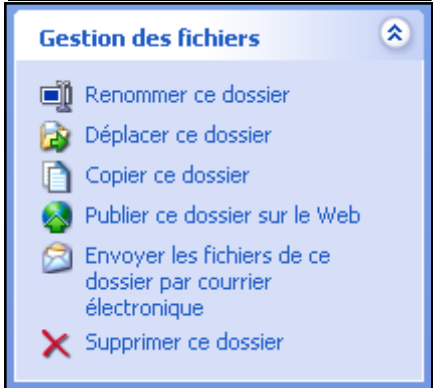 Gestion des fichiers
Renommer ce dossier
Déplacer ce dossier
Copier ce dossier
Publier ce dossier sur le Web
Envoyer les fichiers de ce
dossier par courrier
électronique
Supprimer ce dossier